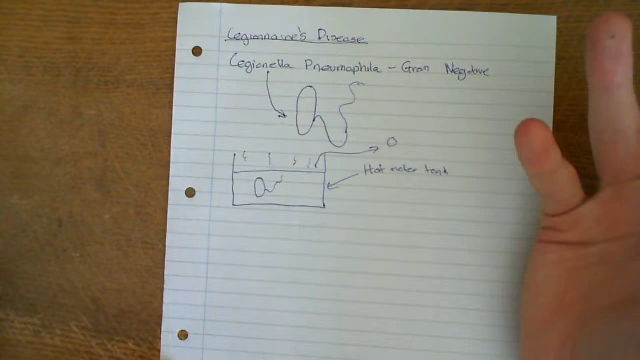 Legionnaire's Disease
Legionella Pneumophila - Gram Negative
Hot water tank